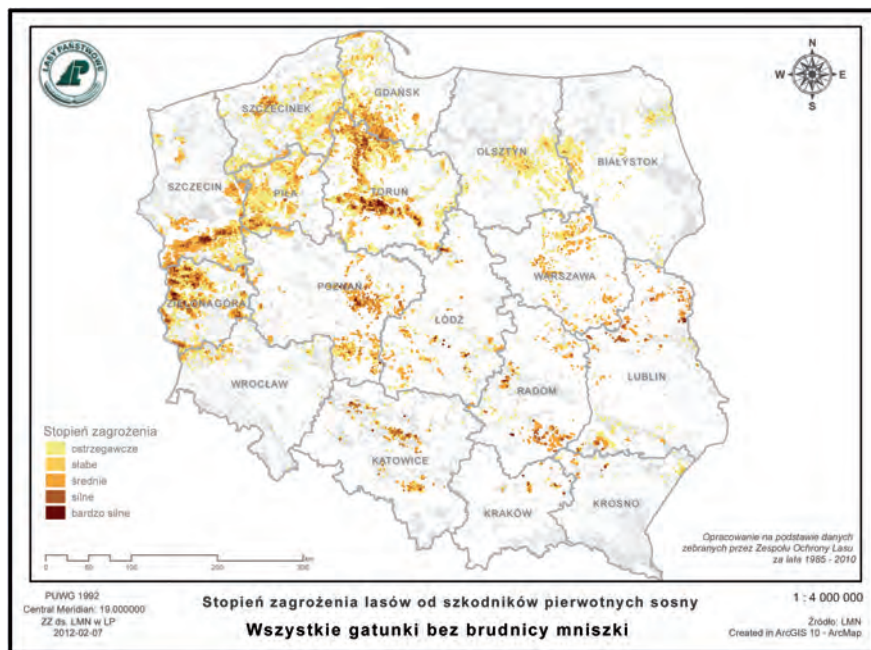 LASY PAŃSTWOWE
N
W E
S
SZCZECINEK
GDAŃSK
OLSZTYN
BIAŁYSTOK
SZCZECIN
PIŁA
TORUŃ
WARSZAWA
POZNAŃ
ZIELONA GÓRA
ŁÓDŹ
WROCŁAW
RADOM
LUBLIN
KATOWICE
KRAKÓW
KROSNO
Stopień zagrożenia
ostrzegawcze
słabe
średnie
silne
bardzo silne
0 50 100 200 300
km
Opracowanie na podstawie danych
zebranych przez Zespołu Ochrony Lasu
za lata 1985 - 2010
PUWG 1992
Central Meridian: 19.000000
ZZ ds. LMN w LP
2012-02-07
Stopień zagrożenia lasów od szkodników pierwotnych sosny
Wszystkie gatunki bez brudnicy mniszki
1 : 4 000 000
Źródło: LMN
Created in ArcGIS 10 - ArcMap